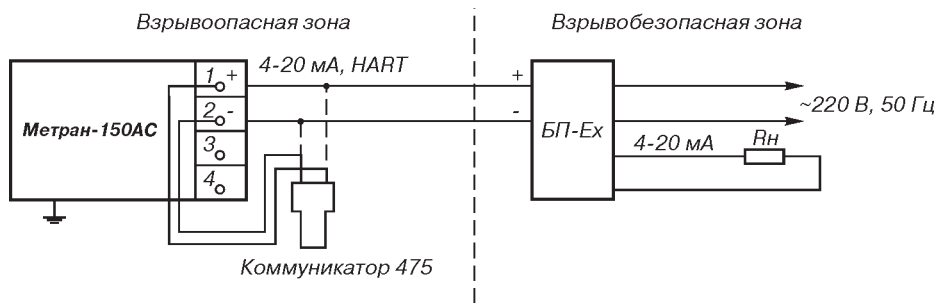 Взрывоопасная зона
Взрывобезопасная зона
1 +
4-20 мА, HART
+
2 -
-
~220 В, 50 Гц
Метран-150АС
БП-Ех
3
4-20 мА
Rн
4
Коммуникатор 475